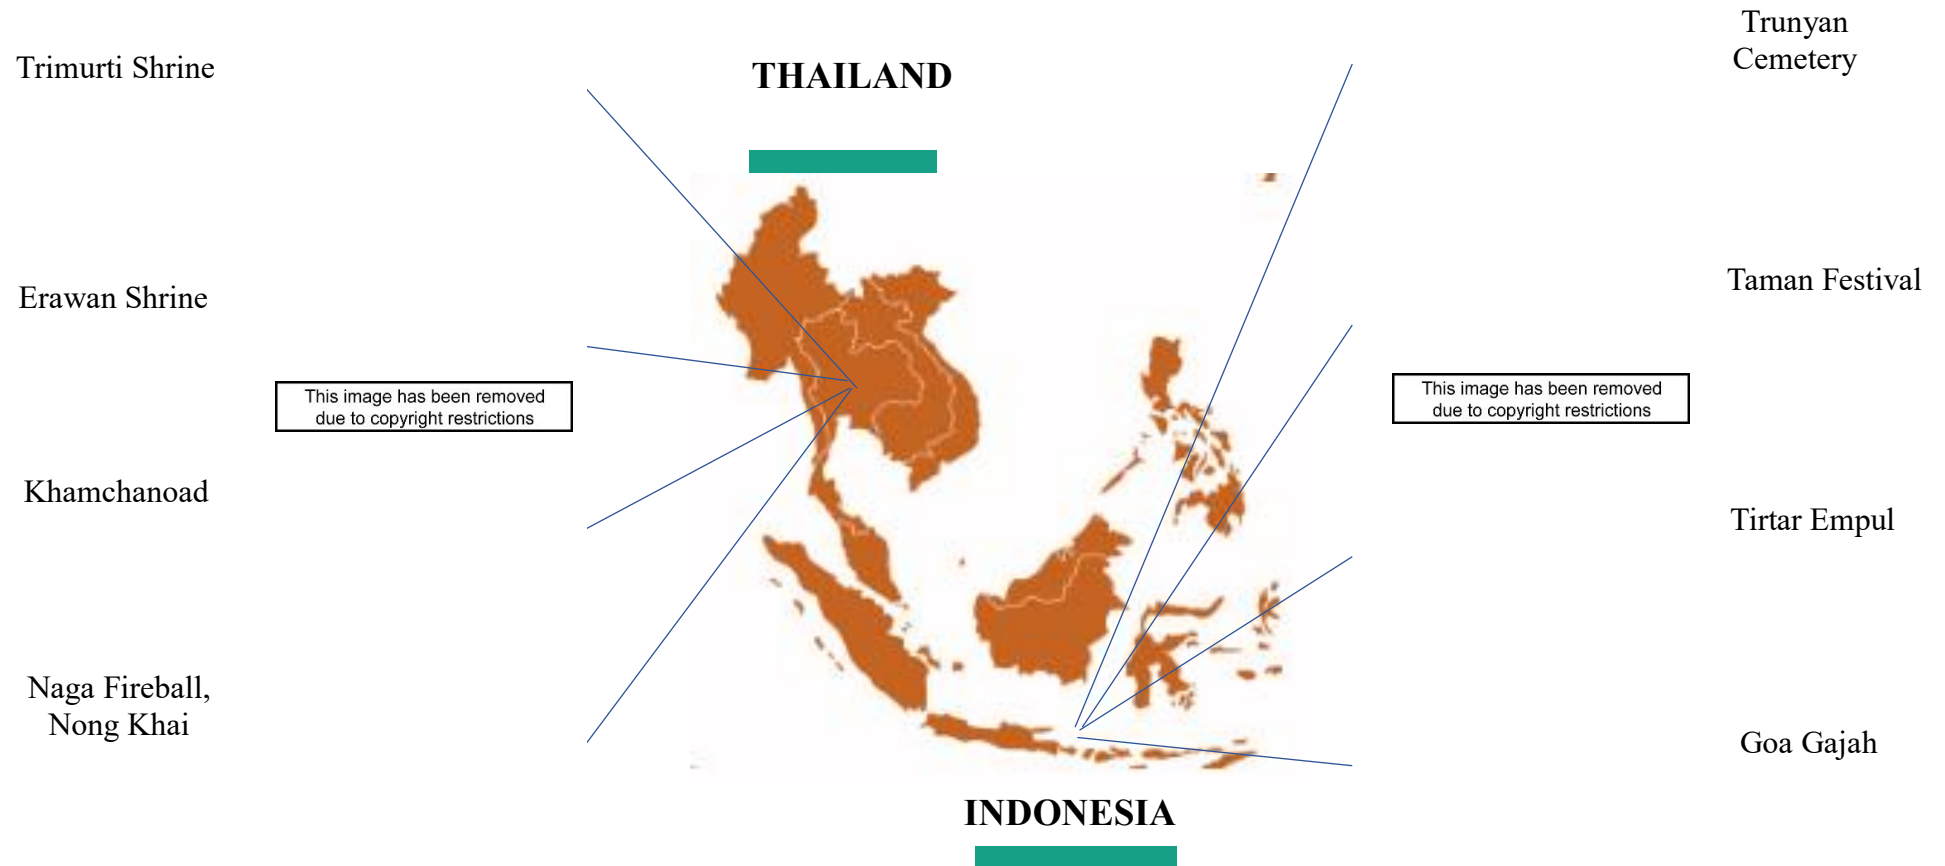 Trimurti Shrine
Erawan Shrine
This image has been removed
due to copyright restrictions
Khamchanoad
Naga Fireball,
Nong Khai
THAILAND
INDONESIA
Trunyan
Cemetery
Taman Festival
This image has been removed
due to copyright restrictions
Tirtar Empul
Goa Gajah